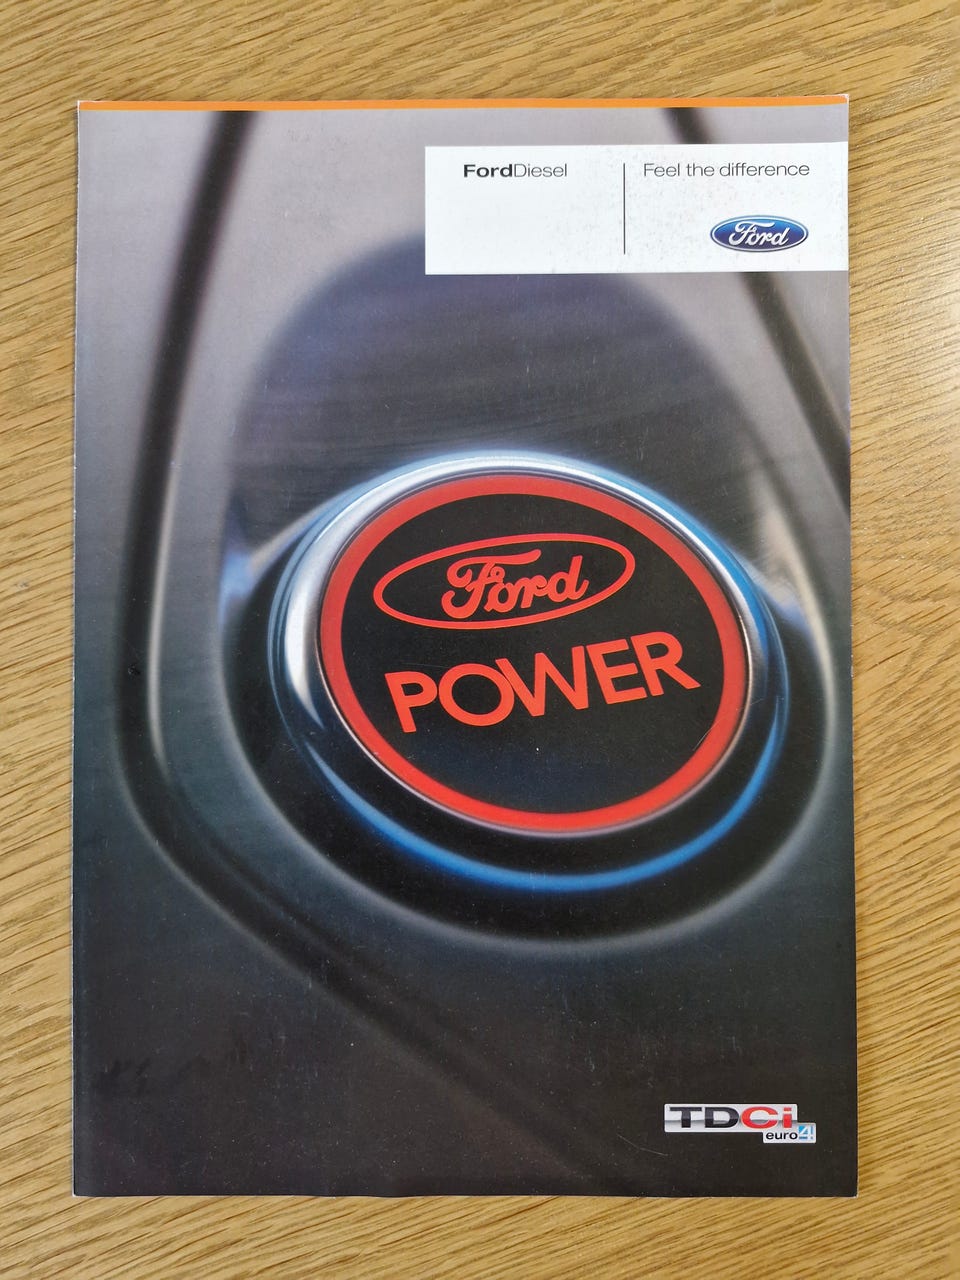 FordDiesel
Feel the difference
Ford
Ford
POWER
TDCi
euro4